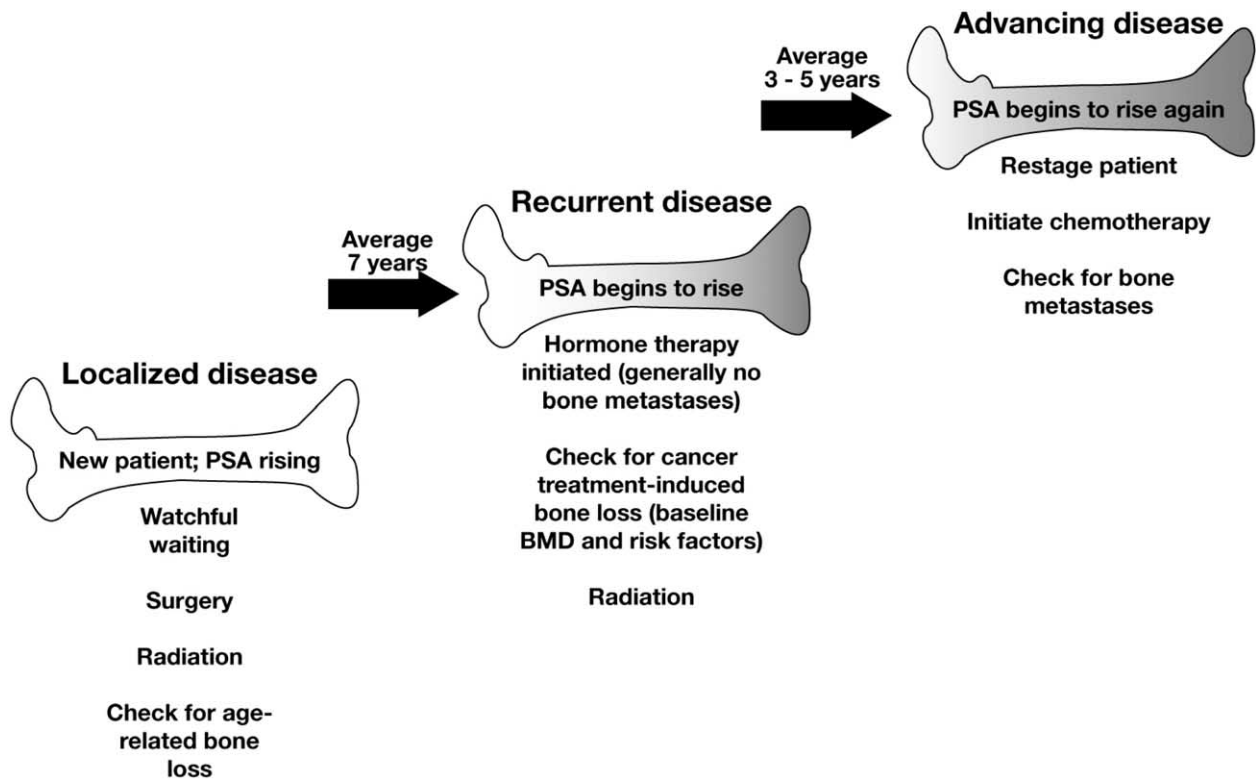 Localized disease
New patient; PSA rising
Watchful
waiting
Surgery
Radiation
Check for age-
related bone
loss
Average
7 years
Recurrent disease
PSA begins to rise
Hormone therapy
initiated (generally no
bone metastases)
Check for cancer
treatment-induced
bone loss (baseline
BMD and risk factors)
Radiation
Average
3 - 5 years
Advancing disease
PSA begins to rise again
Restage patient
Initiate chemotherapy
Check for bone
metastases